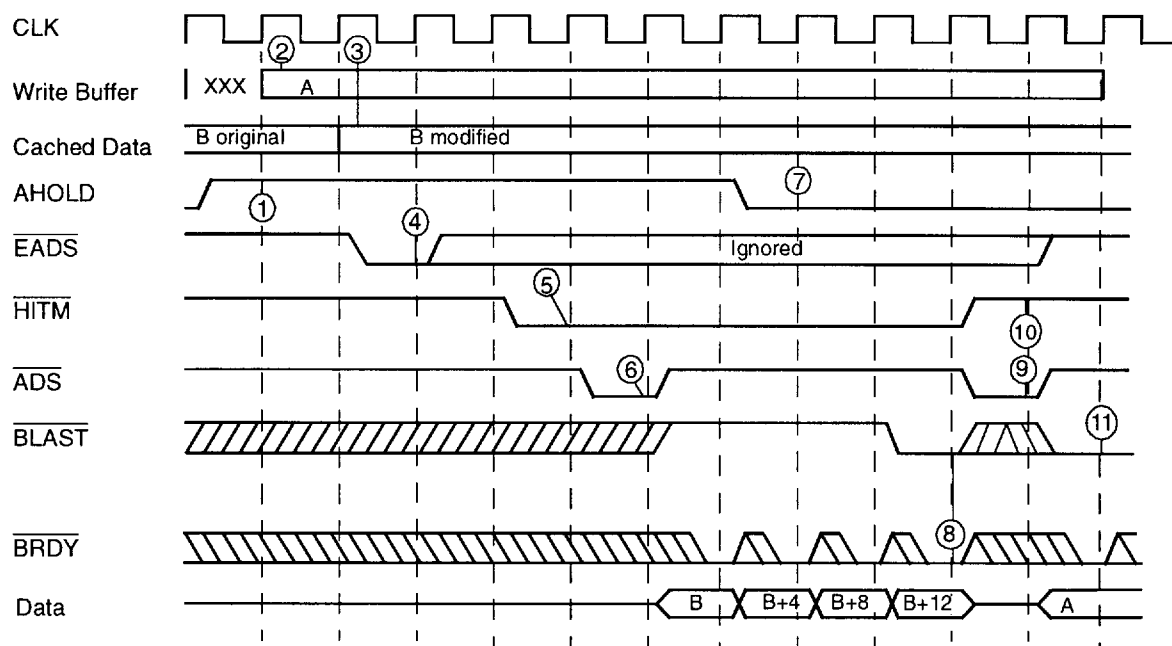 CLK
② ③
Write Buffer XXX A
Cached Data B original B modified
AHOLD ① ④ ⑦
EADS Ignored
HITM ⑤ ⑩
ADS ⑥ ⑨
BLAST ⑪
BRDY ⑧
Data B B+4 B+8 B+12 A